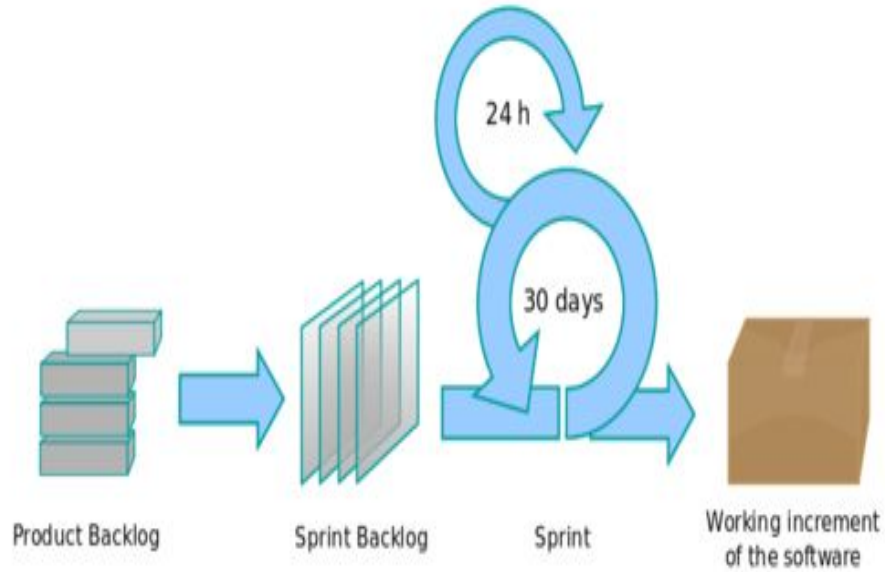 24 h
30 days
Product Backlog
Sprint Backlog
Sprint
Working increment
of the software